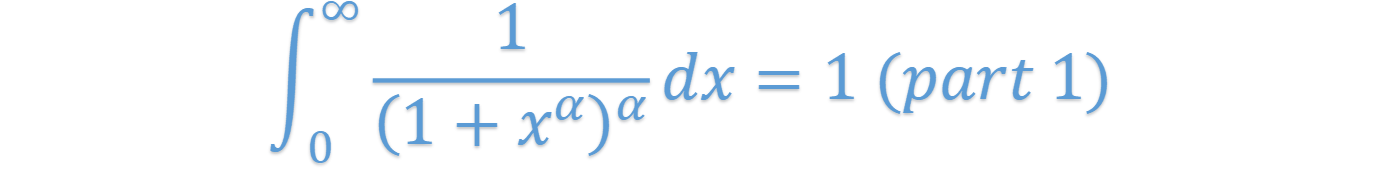 ∫₀^∞ 1/(1 + x^α)^α dx = 1 (part 1)